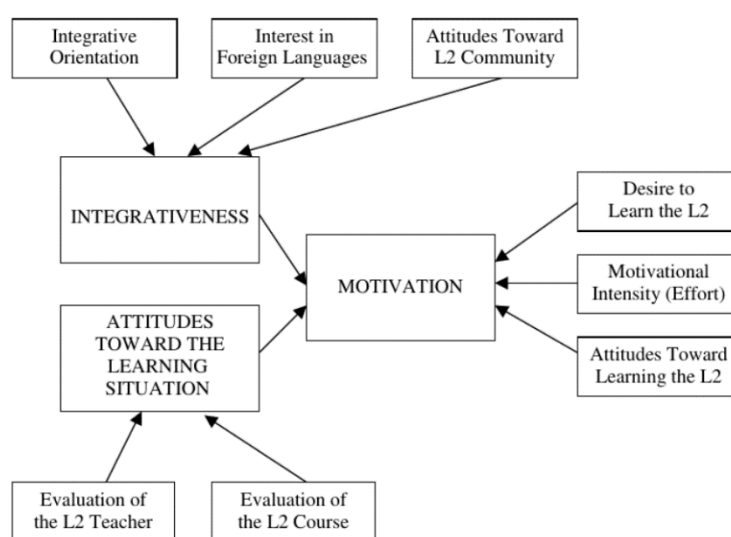 Integrative
Orientation
Interest in
Foreign Languages
Attitudes Toward
L2 Community
INTEGRATIVENESS
Desire to
Learn the L2
MOTIVATION
Motivational
Intensity (Effort)
ATTITUDES
TOWARD THE
LEARNING
SITUATION
Attitudes Toward
Learning the L2
Evaluation of
the L2 Teacher
Evaluation of
the L2 Course